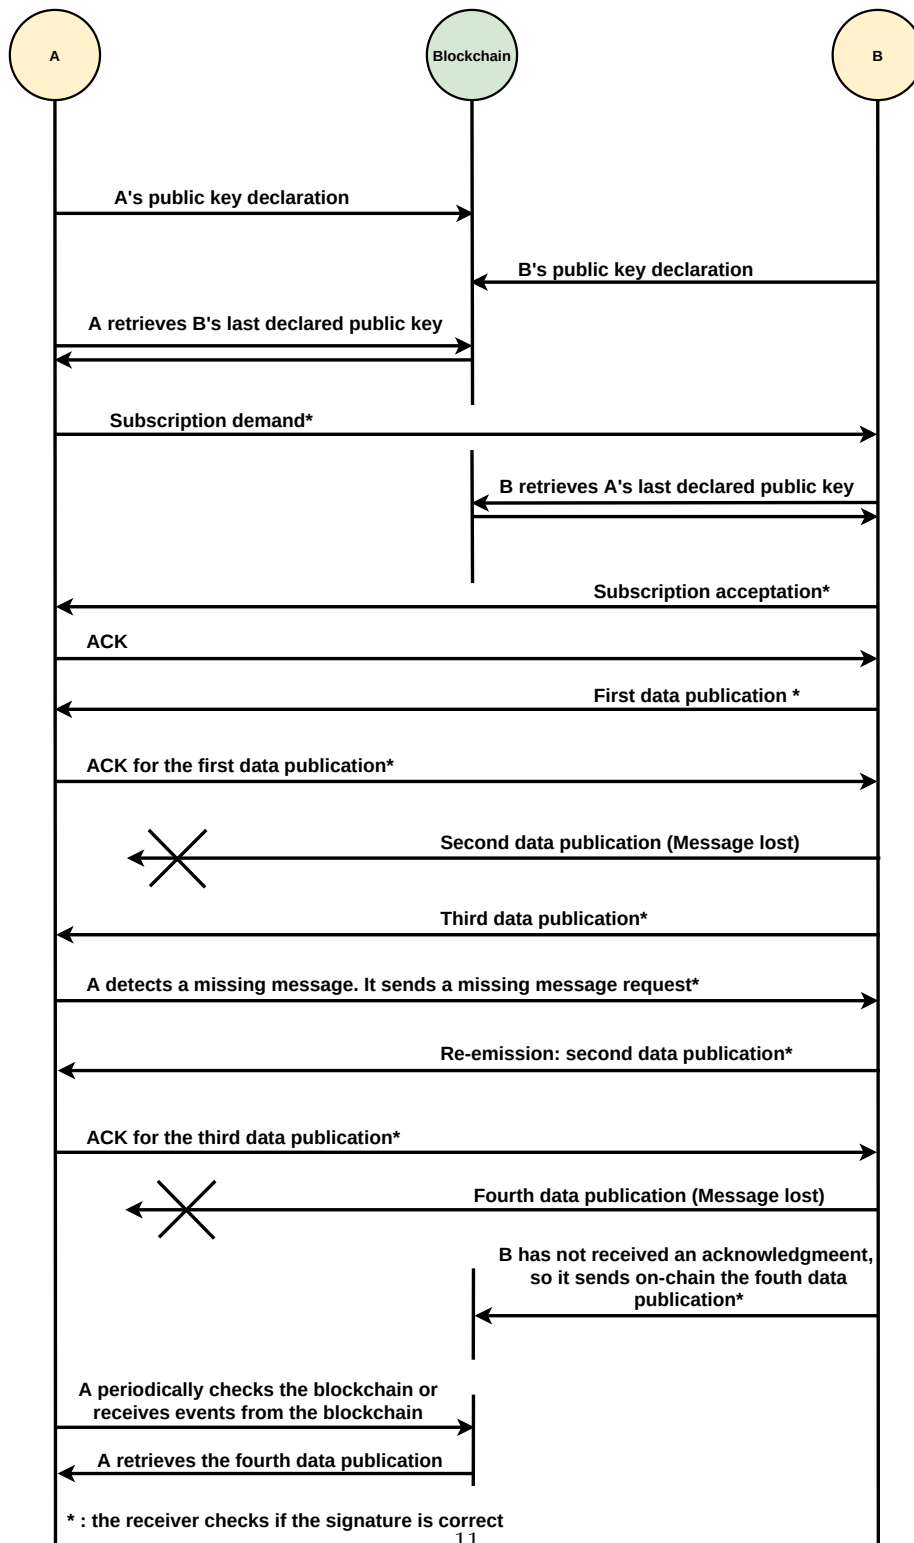 A
Blockchain
B
A's public key declaration
B's public key declaration
A retrieves B's last declared public key
Subscription demand*
B retrieves A's last declared public key
Subscription acceptation*
ACK
First data publication *
ACK for the first data publication*
Second data publication (Message lost)
Third data publication*
A detects a missing message. It sends a missing message request*
Re-emission: second data publication*
ACK for the third data publication*
Fourth data publication (Message lost)
B has not received an acknowledgmeent,
so it sends on-chain the fouth data
publication*
A periodically checks the blockchain or
receives events from the blockchain
A retrieves the fourth data publication
* : the receiver checks if the signature is correct
11